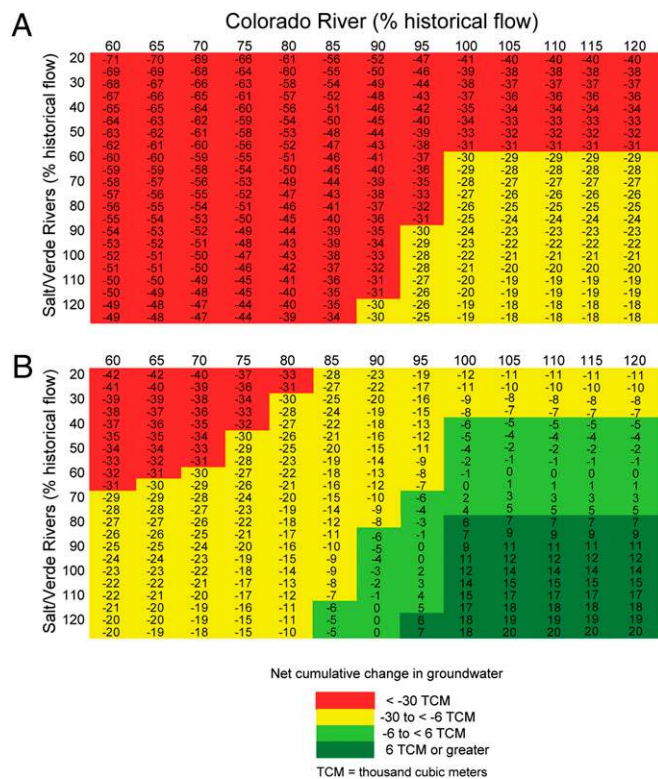 A
Colorado River (% historical flow)
60 65 70 75 80 85 90 95 100 105 110 115 120
Salt/Verde Rivers (% historical flow)
20 -71 -70 -69 -66 -61 -56 -52 -47 -41 -40 -40 -40 -40
-69 -69 -68 -64 -60 -55 -50 -46 -39 -38 -38 -38 -38
30 -68 -67 -66 -63 -58 -54 -49 -44 -38 -37 -37 -37 -37
-67 -66 -65 -61 -57 -52 -48 -43 -37 -36 -36 -36 -36
40 -65 -65 -64 -60 -56 -51 -46 -42 -35 -34 -34 -34 -34
-64 -63 -62 -59 -54 -50 -45 -40 -34 -33 -33 -33 -33
50 -63 -62 -61 -58 -53 -48 -44 -39 -33 -32 -32 -32 -32
-62 -61 -60 -56 -52 -47 -43 -38 -31 -31 -31 -31 -31
60 -60 -60 -59 -55 -51 -46 -41 -37 -30 -29 -29 -29 -29
-59 -59 -58 -54 -50 -45 -40 -36 -29 -28 -28 -28 -28
70 -58 -57 -56 -53 -49 -44 -39 -35 -28 -27 -27 -27 -27
-57 -56 -55 -52 -47 -43 -38 -33 -27 -26 -26 -26 -26
80 -56 -55 -54 -51 -46 -42 -37 -32 -26 -25 -25 -25 -25
-55 -54 -53 -50 -45 -40 -36 -31 -25 -24 -24 -24 -24
90 -54 -53 -52 -49 -44 -39 -35 -30 -24 -23 -23 -23 -23
-53 -52 -51 -48 -43 -39 -34 -29 -23 -22 -22 -22 -22
100 -52 -51 -50 -47 -43 -38 -33 -28 -22 -21 -21 -21 -21
-51 -51 -50 -46 -42 -37 -32 -28 -21 -20 -20 -20 -20
110 -50 -50 -49 -45 -41 -36 -31 -27 -20 -19 -19 -19 -19
-50 -49 -48 -45 -40 -35 -31 -26 -20 -19 -19 -19 -19
120 -49 -48 -47 -44 -40 -35 -30 -26 -19 -18 -18 -18 -18
-49 -48 -47 -44 -39 -34 -30 -25 -19 -18 -18 -18 -18
B
60 65 70 75 80 85 90 95 100 105 110 115 120
Salt/Verde Rivers (% historical flow)
20 -42 -42 -40 -37 -33 -28 -23 -19 -12 -11 -11 -11 -11
-41 -40 -39 -36 -31 -27 -22 -17 -11 -10 -10 -10 -10
30 -39 -39 -38 -34 -30 -25 -20 -16 -9 -8 -8 -8 -8
-38 -37 -36 -33 -28 -24 -19 -15 -8 -7 -7 -7 -7
40 -37 -36 -35 -32 -27 -22 -18 -13 -6 -5 -5 -5 -5
-35 -35 -34 -30 -26 -21 -16 -12 -5 -4 -4 -4 -4
50 -34 -34 -33 -29 -25 -20 -15 -11 -4 -2 -2 -2 -2
-33 -32 -31 -28 -23 -19 -14 -9 -2 -1 -1 -1 -1
60 -32 -31 -30 -27 -22 -18 -13 -8 -1 0 0 0 0
-31 -30 -29 -26 -21 -16 -12 -7 0 1 1 1 1
70 -29 -29 -28 -24 -20 -15 -10 -6 2 3 3 3 3
-28 -28 -27 -23 -19 -14 -9 -4 4 5 5 5 5
80 -27 -27 -26 -22 -18 -12 -8 -3 6 7 7 7 7
-26 -26 -25 -21 -17 -11 -6 -1 7 9 9 9 9
90 -25 -25 -24 -20 -16 -10 -5 0 9 11 11 11 11
-24 -24 -23 -19 -15 -9 -4 0 11 12 12 12 12
100 -23 -23 -22 -18 -14 -9 -3 2 12 14 14 14 14
-22 -22 -21 -17 -13 -8 -2 3 14 15 15 15 15
110 -22 -21 -20 -17 -12 -7 -1 4 15 17 17 17 17
-21 -20 -19 -16 -11 -6 0 5 17 18 18 18 18
120 -20 -20 -19 -16 -11 -5 0 6 18 19 19 19 19
-20 -19 -18 -15 -10 -5 0 7 18 20 20 20 20
Net cumulative change in groundwater
< -30 TCM
-30 to < -6 TCM
-6 to < 6 TCM
6 TCM or greater
TCM = thousand cubic meters